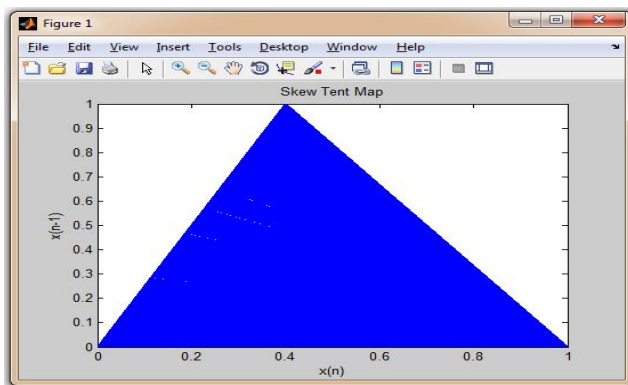 Figure 1
File Edit View Insert Tools Desktop Window Help
Skew Tent Map
1
0.9
0.8
0.7
0.6
0.5
0.4
0.3
0.2
0.1
0
x(n-1)
0 0.2 0.4 0.6 0.8 1
x(n)